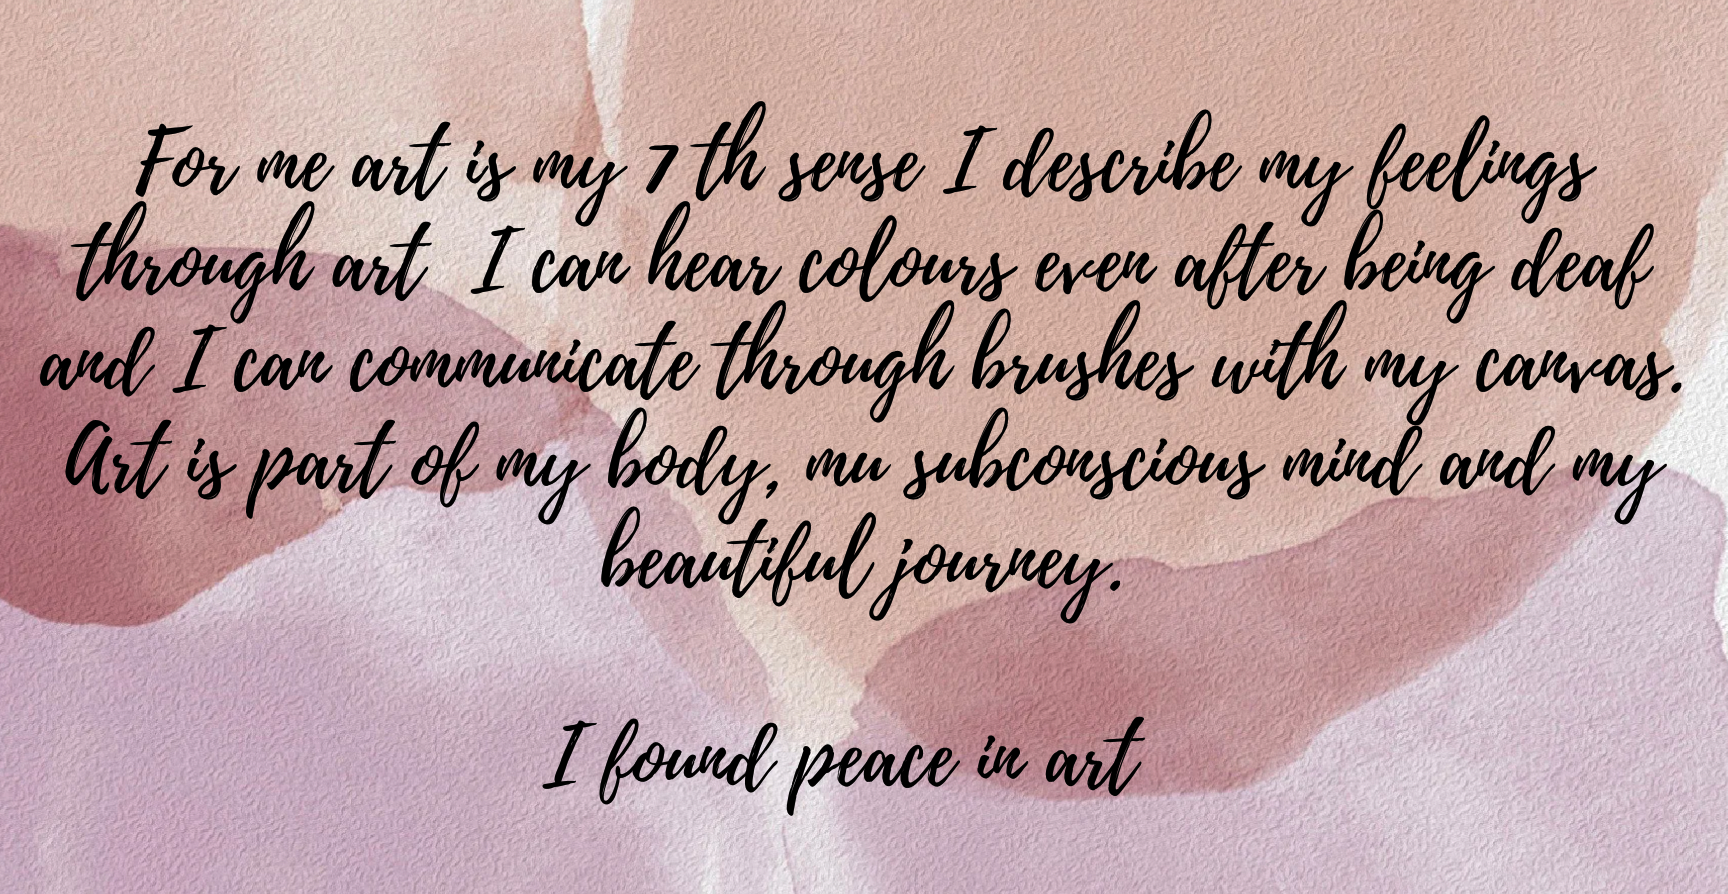 For me art is my 7th sense I describe my feelings
through art I can hear colours even after being deaf
and I can communicate through brushes with my canvas.
Art is part of my body, mu subconscious mind and my
beautiful journey.
I found peace in art